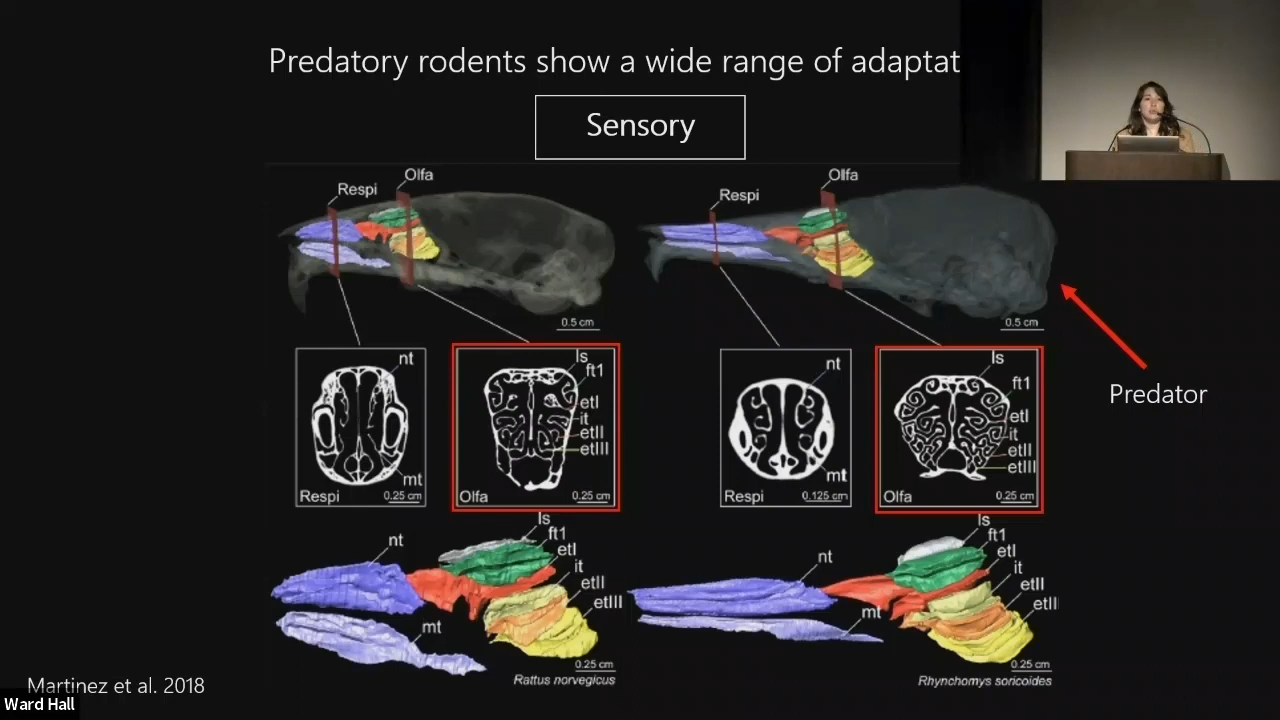 Predatory rodents show a wide range of adaptat
Sensory
Respi
Olfa
0.5 cm
Respi
Olfa
0.5 cm
Predator
nt
mt
Respi
0.25 cm
ls
ft1
etI
it
etII
etIII
Olfa
0.25 cm
nt
mt
Respi
0.125 cm
ls
ft1
etI
it
etII
etIII
Olfa
0.25 cm
nt
mt
ls
ft1
etI
it
etII
etIII
0.25 cm
Rattus norvegicus
nt
mt
ls
ft1
etI
it
etII
etII
0.25 cm
Rhynchomys soricoides
Martinez et al. 2018
Ward Hall